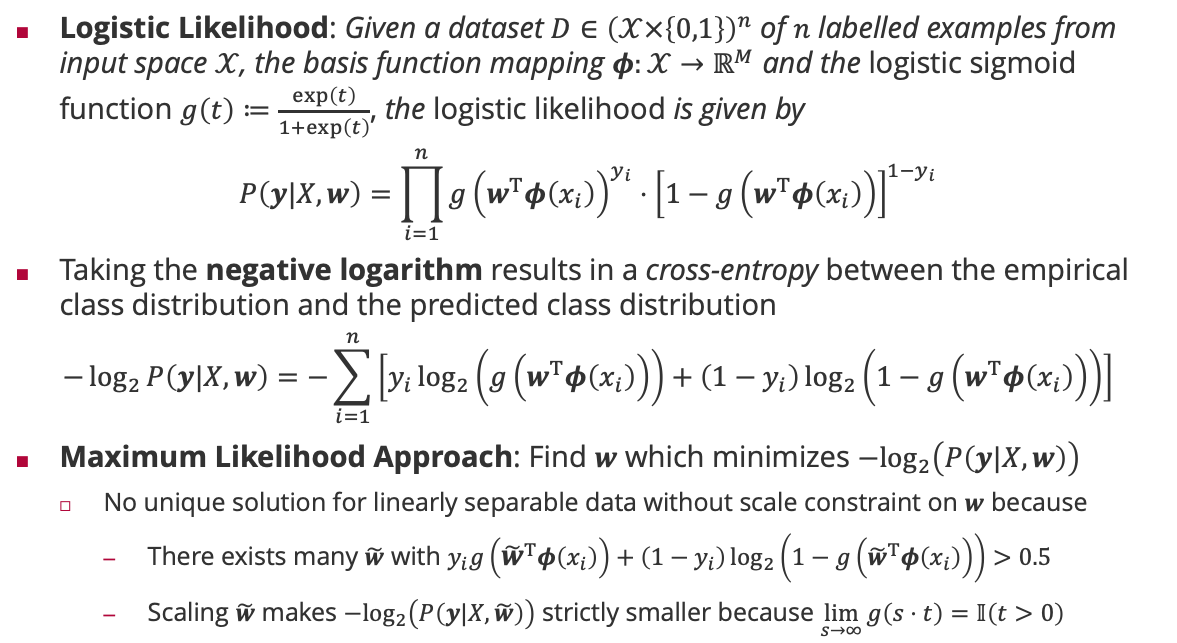 ▪ Logistic Likelihood: Given a dataset D ∈ (𝒳×{0,1})ⁿ of n labelled examples from
input space 𝒳, the basis function mapping ϕ: 𝒳 → ℝᴹ and the logistic sigmoid
function g(t) ≔ exp(t)/1+exp(t), the logistic likelihood is given by
P(y|X, w) = ∏_{i=1}^{n} g(wᵀϕ(xᵢ))^{yᵢ} · [1 − g(wᵀϕ(xᵢ))]^{1−yᵢ}
▪ Taking the negative logarithm results in a cross-entropy between the empirical
class distribution and the predicted class distribution
− log₂ P(y|X, w) = − ∑_{i=1}^{n} [yᵢ log₂(g(wᵀϕ(xᵢ))) + (1 − yᵢ) log₂(1 − g(wᵀϕ(xᵢ)))]
▪ Maximum Likelihood Approach: Find w which minimizes −log₂(P(y|X, w))
▫ No unique solution for linearly separable data without scale constraint on w because
– There exists many w̃ with yᵢg(w̃ᵀϕ(xᵢ)) + (1 − yᵢ) log₂(1 − g(w̃ᵀϕ(xᵢ))) > 0.5
– Scaling w̃ makes −log₂(P(y|X, w̃)) strictly smaller because lim_{s→∞} g(s · t) = 𝕀(t > 0)